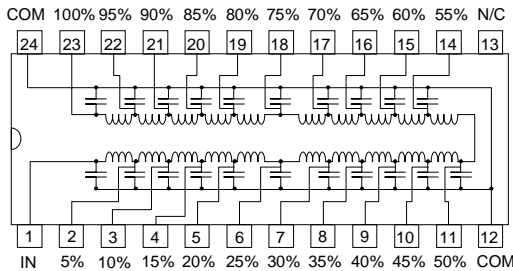 COM 100% 95% 90% 85% 80% 75% 70% 65% 60% 55% N/C
24 23 22 21 20 19 18 17 16 15 14 13
1 2 3 4 5 6 7 8 9 10 11 12
IN 5% 10% 15% 20% 25% 30% 35% 40% 45% 50% COM